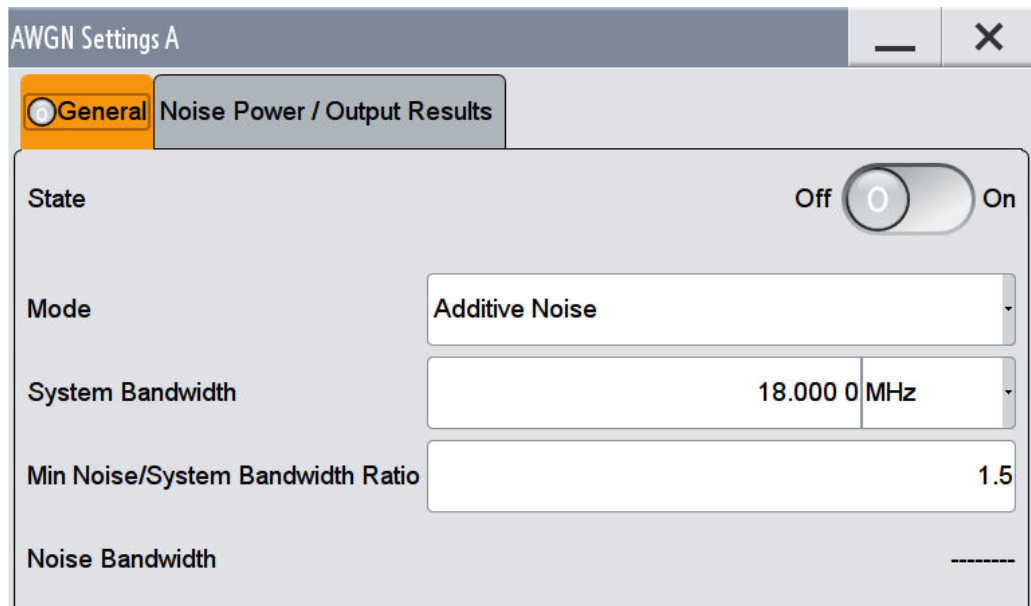 AWGN Settings A
General Noise Power / Output Results
State Off 0 On
Mode Additive Noise
System Bandwidth 18.000 0 MHz
Min Noise/System Bandwidth Ratio 1.5
Noise Bandwidth --------